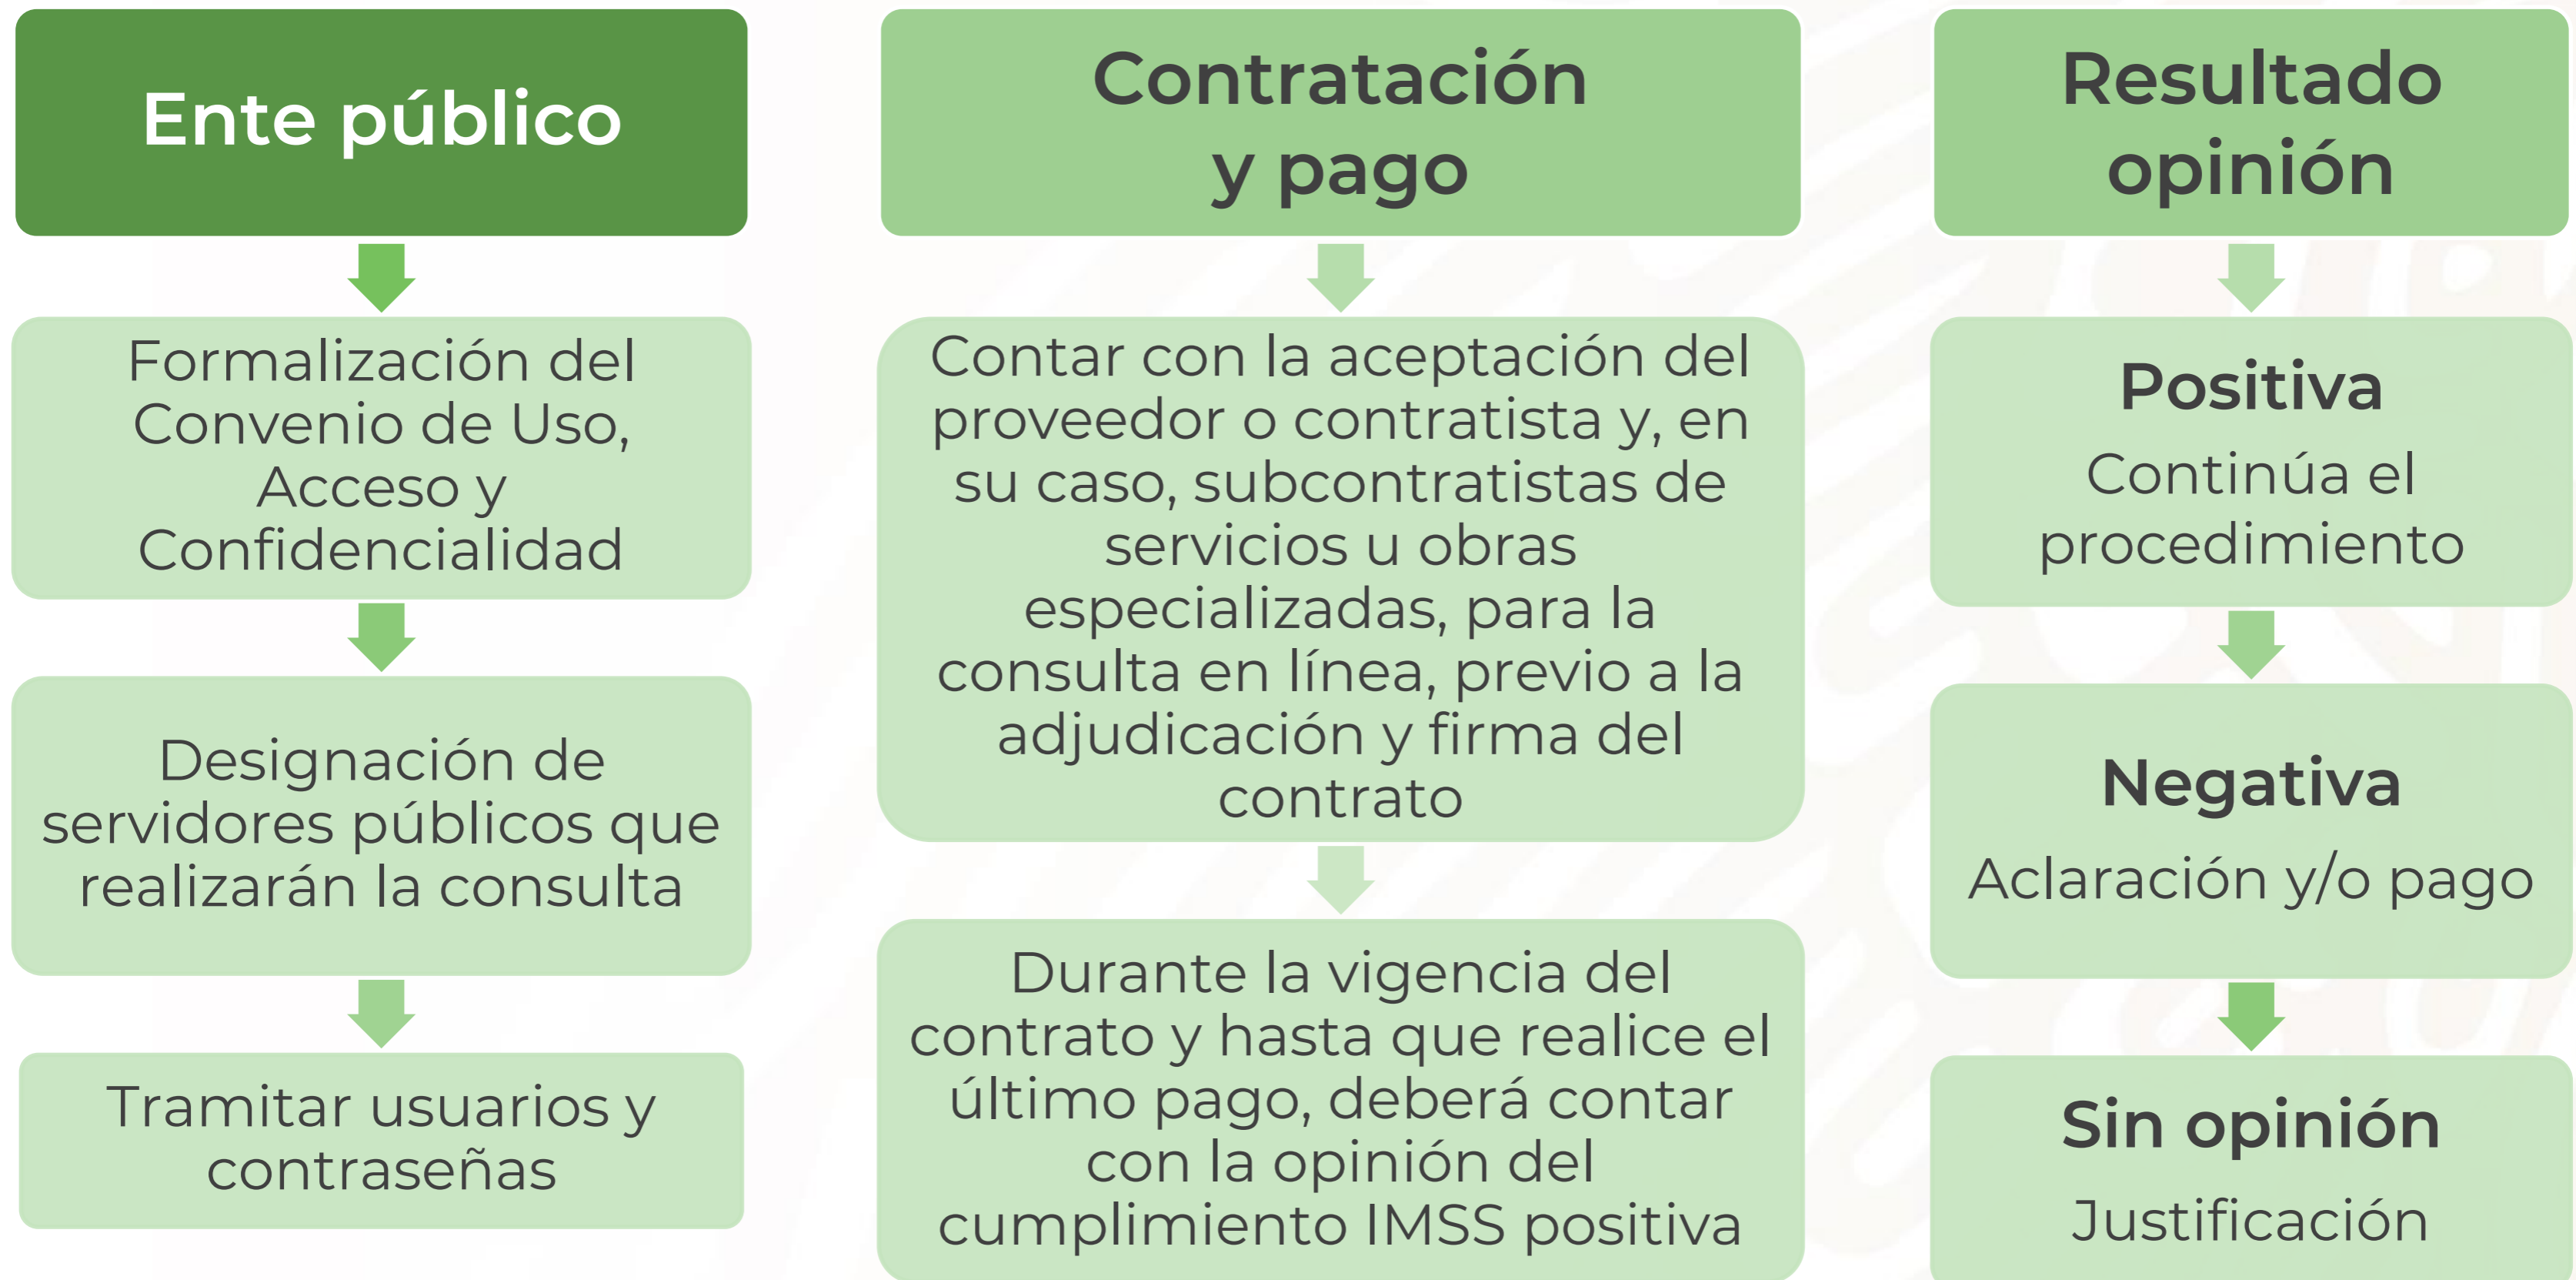 Ente público
Formalización del
Convenio de Uso,
Acceso y
Confidencialidad
Designación de
servidores públicos que
realizarán la consulta
Tramitar usuarios y
contraseñas
Contratación
y pago
Contar con la aceptación del
proveedor o contratista y, en
su caso, subcontratistas de
servicios u obras
especializadas, para la
consulta en línea, previo a la
adjudicación y firma del
contrato
Durante la vigencia del
contrato y hasta que realice el
último pago, deberá contar
con la opinión del
cumplimiento IMSS positiva
Resultado
opinión
Positiva
Continúa el
procedimiento
Negativa
Aclaración y/o pago
Sin opinión
Justificación